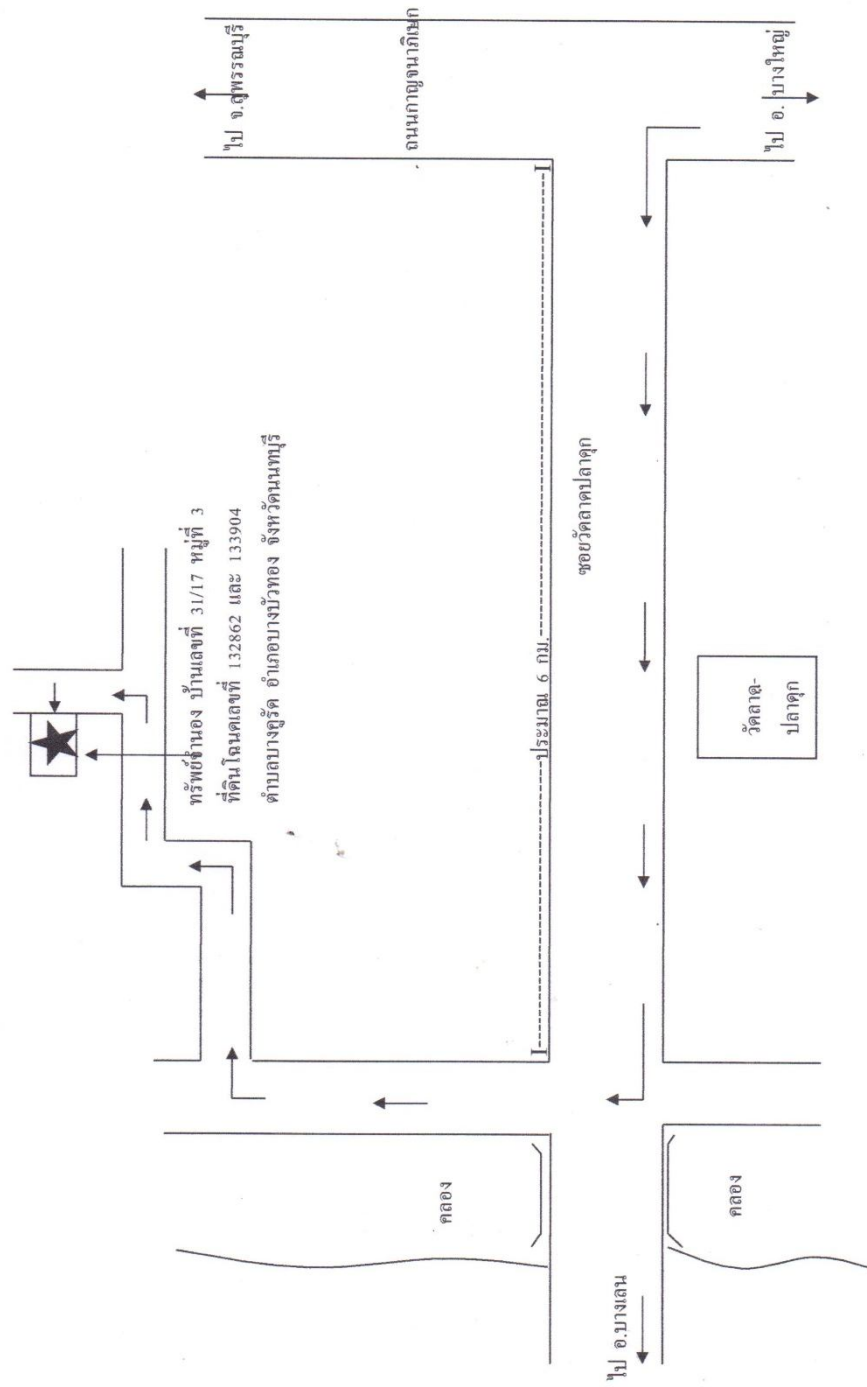 ไป จ.สุพรรณบุรี
ถนนกาญจนาภิเษก
ไป อ. บางใหญ่
ทรัพย์จำนอง บ้านเลขที่ 31/17 หมู่ที่ 3
ที่ดินโฉนดเลขที่ 132862 และ 133904
ตำบลบางคูรัด อำเภอบางบัวทอง จังหวัดนนทบุรี
ประมาณ 6 กม.
ซอยวัดลาดปลาดุก
วัดลาด-
ปลาดุก
คลอง
คลอง
ไป อ.บางเลน